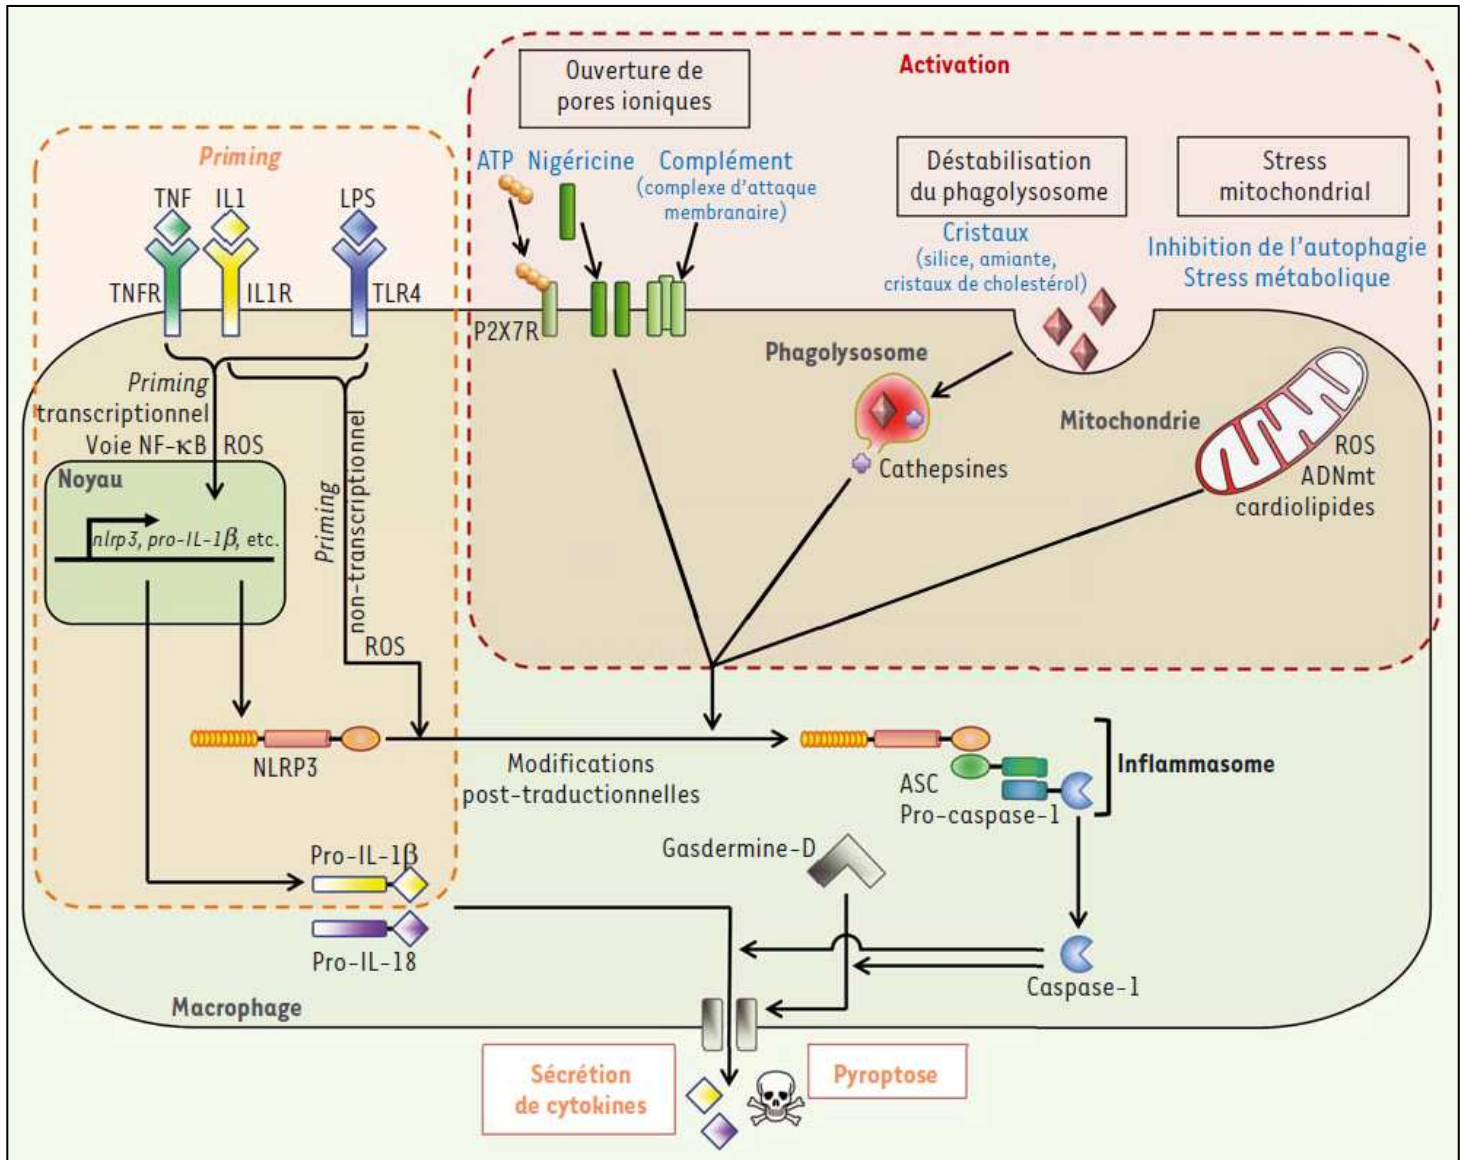 Activation
Ouverture de
pores ioniques
Priming
ATP
Nigéricine
Complément
(complexe d'attaque
membranaire)
Déstabilisation
du phagolysosome
Stress
mitochondrial
TNF
IL1
LPS
Cristaux
(silice, amiante,
cristaux de cholestérol)
Inhibition de l'autophagie
Stress métabolique
TNFR
IL1R
TLR4
P2X7R
Phagolysosome
Mitochondrie
Priming
transcriptionnel
Voie NF-κB
ROS
Priming
non-transcriptionnel
Cathepsines
ROS
ADNmt
cardiolipides
Noyau
nlrp3, pro-IL-1β, etc.
ROS
NLRP3
Modifications
post-traductionnelles
ASC
Pro-caspase-1
Inflammasome
Gasdermine-D
Pro-IL-1β
Pro-IL-18
Caspase-1
Macrophage
Sécrétion
de cytokines
Pyroptose